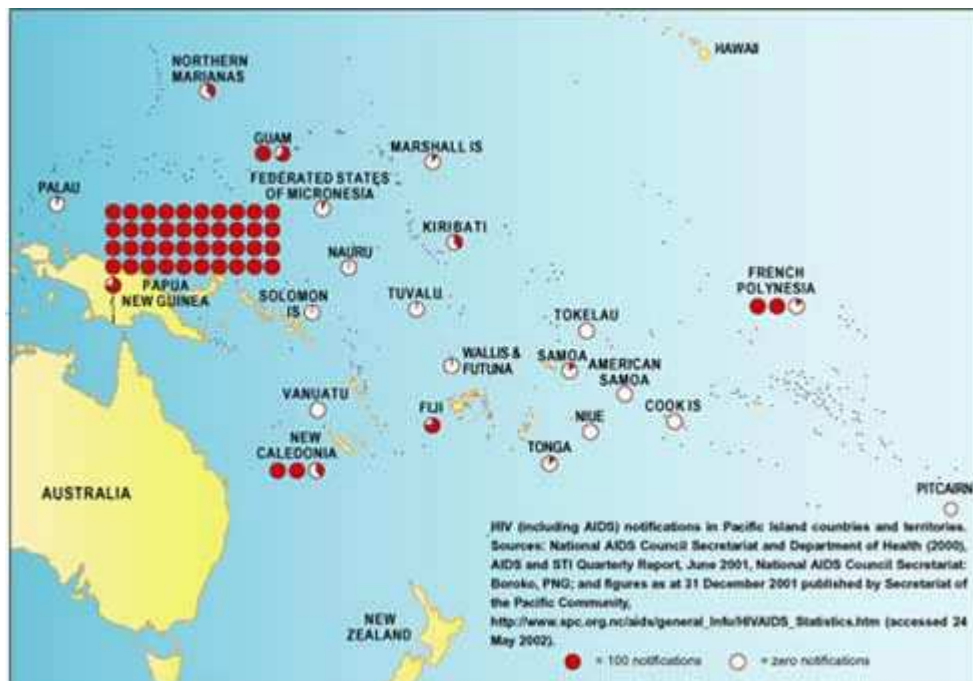 HAWAII
NORTHERN
MARIANAS
GUAM
MARSHALL IS
PALAU
FEDERATED STATES
OF MICRONESIA
KIRIBATI
NAURU
PAPUA
NEW GUINEA
SOLOMON
IS
TUVALU
FRENCH
POLYNESIA
TOKELAU
WALLIS &
FUTUNA
SAMOA
AMERICAN
SAMOA
VANUATU
FIJI
NIUE
COOK IS
NEW
CALEDONIA
TONGA
AUSTRALIA
PITCAIRN
HIV (including AIDS) notifications in Pacific Island countries and territories.
Sources: National AIDS Council Secretariat and Department of Health (2000),
AIDS and STI Quarterly Report, June 2001, National AIDS Council Secretariat:
Boroko, PNG; and figures as at 31 December 2001 published by Secretariat of
the Pacific Community,
http://www.spc.org.nc/aids/general_Info/HIVAIDS_Statistics.htm (accessed 24
May 2002).
NEW
ZEALAND
= 100 notifications
= zero notifications